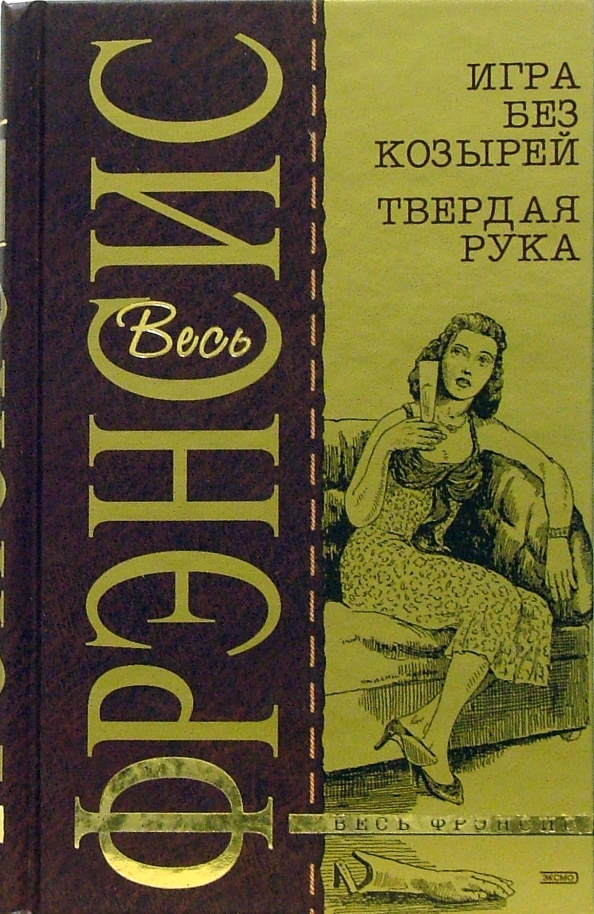 ФРЭНСИС
Весь
ИГРА
БЕЗ
КОЗЫРЕЙ
ТВЕРДАЯ
РУКА
ВЕСЬ ФРЭНСИС
ЭКСМО